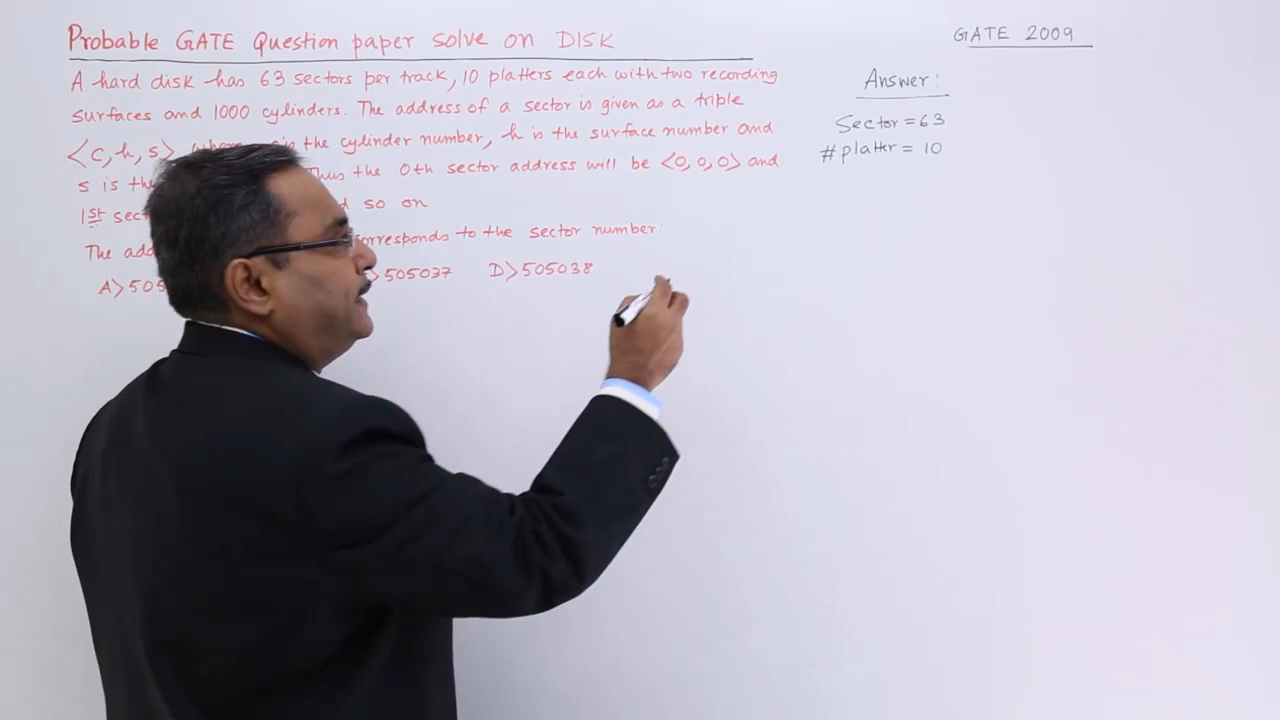 Probable GATE Question paper solve on DISK
GATE 2009
A hard disk has 63 sectors per track, 10 platters each with two recording
surfaces and 1000 cylinders. The address of a sector is given as a triple
<c, h, s> the cylinder number, h is the surface number and
s is the Thus the 0th sector address will be <0, 0, 0> and
1st so on
The corresponds to the sector number:
A> 505037 D> 505038
Answer:
Sector = 63
# platter = 10